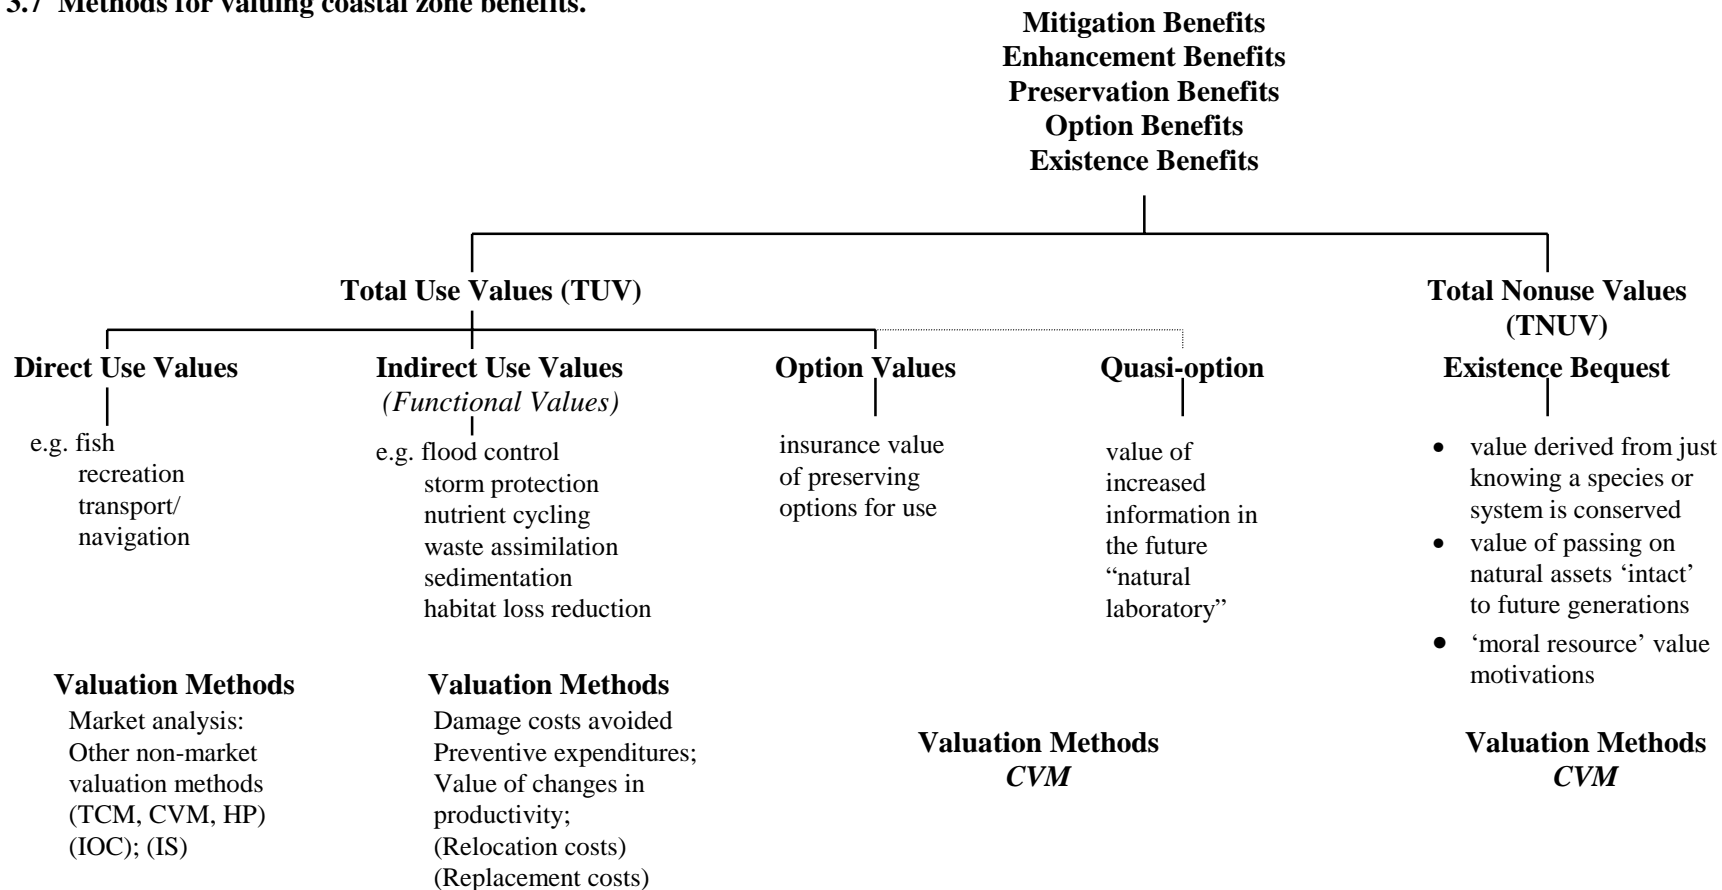 3.7 Methods for valuing coastal zone benefits.
Mitigation Benefits
Enhancement Benefits
Preservation Benefits
Option Benefits
Existence Benefits
Total Use Values (TUV)
Total Nonuse Values
(TNUV)
Direct Use Values
e.g. fish
recreation
transport/
navigation
Indirect Use Values
(Functional Values)
e.g. flood control
storm protection
nutrient cycling
waste assimilation
sedimentation
habitat loss reduction
Option Values
insurance value
of preserving
options for use
Quasi-option
value of
increased
information in
the future
“natural
laboratory”
Existence Bequest
• value derived from just
knowing a species or
system is conserved
• value of passing on
natural assets ‘intact’
to future generations
• ‘moral resource’ value
motivations
Valuation Methods
Market analysis:
Other non-market
valuation methods
(TCM, CVM, HP)
(IOC); (IS)
Valuation Methods
Damage costs avoided
Preventive expenditures;
Value of changes in
productivity;
(Relocation costs)
(Replacement costs)
Valuation Methods
CVM
Valuation Methods
CVM